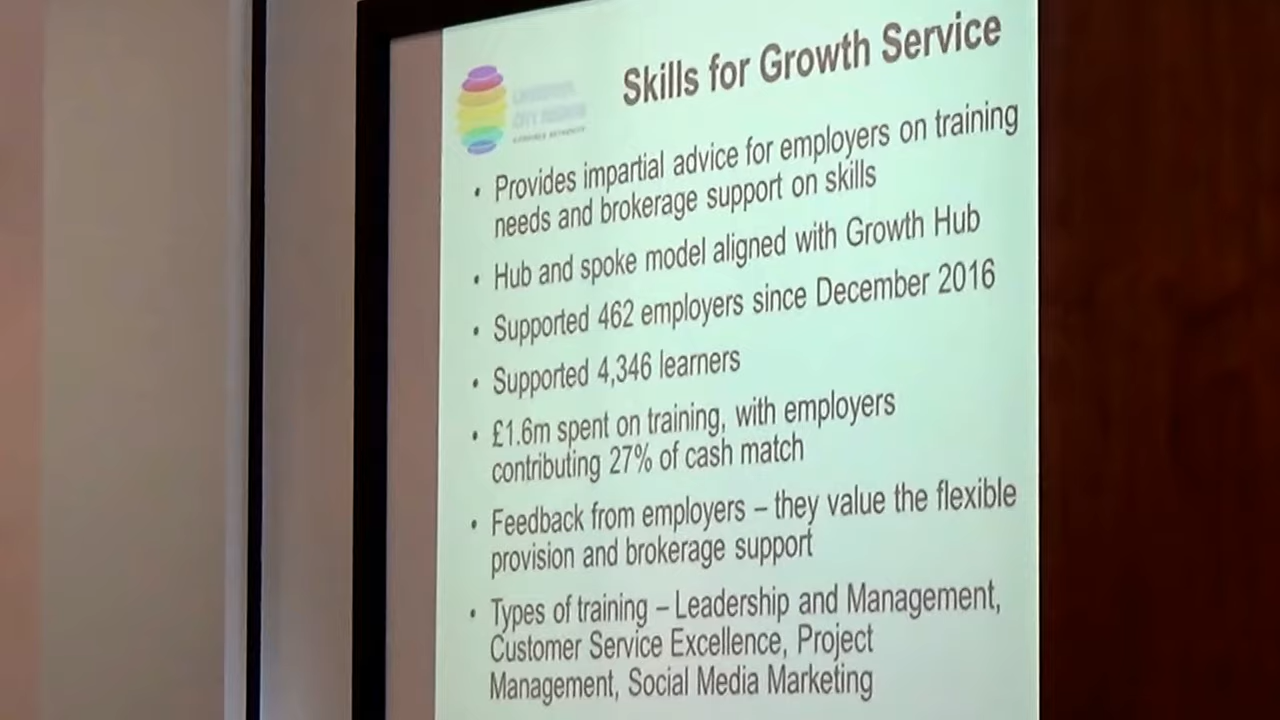 Skills for Growth Service
CITY REGION
• Provides impartial advice for employers on training
needs and brokerage support on skills
• Hub and spoke model aligned with Growth Hub
• Supported 462 employers since December 2016
• Supported 4,346 learners
• £1.6m spent on training, with employers
contributing 27% of cash match
• Feedback from employers – they value the flexible
provision and brokerage support
• Types of training – Leadership and Management,
Customer Service Excellence, Project
Management, Social Media Marketing